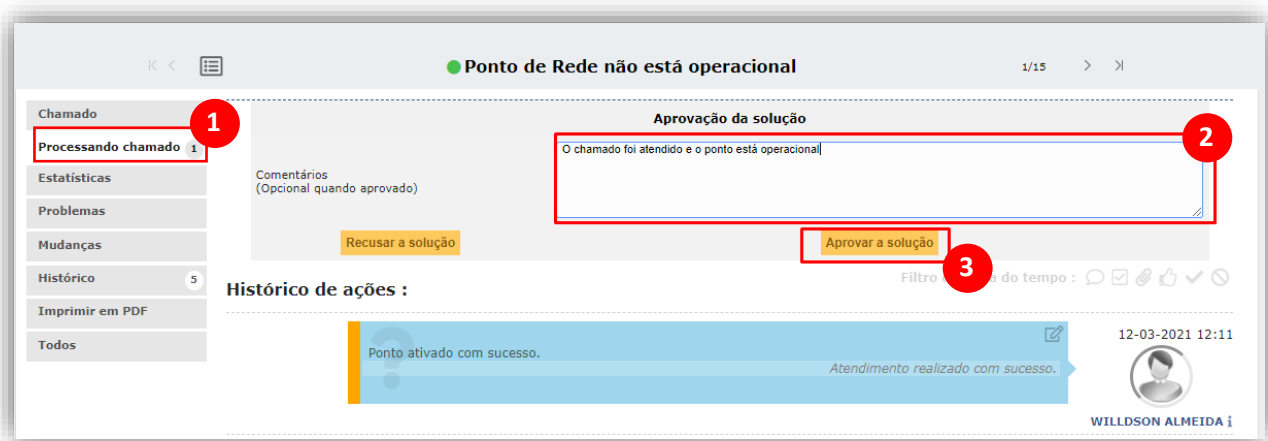 Ponto de Rede não está operacional
1/15
Chamado
1
Processando chamado 1
Estatísticas
Problemas
Mudanças
Histórico 5
Imprimir em PDF
Todos
Aprovação da solução
2
O chamado foi atendido e o ponto está operacional
Comentários
(Opcional quando aprovado)
Recusar a solução
Aprovar a solução
3
Filtro do tempo :
Histórico de ações :
12-03-2021 12:11
Ponto ativado com sucesso.
Atendimento realizado com sucesso.
WILLDSON ALMEIDA i